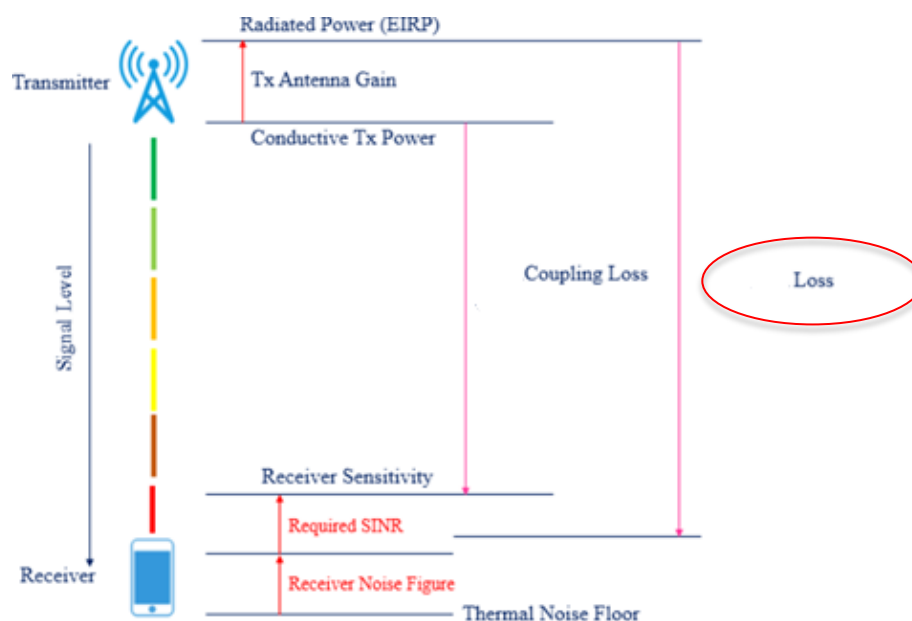 Radiated Power (EIRP)
Transmitter
Tx Antenna Gain
Conductive Tx Power
Signal Level
Coupling Loss
Loss
Receiver Sensitivity
Required SINR
Receiver
Receiver Noise Figure
Thermal Noise Floor